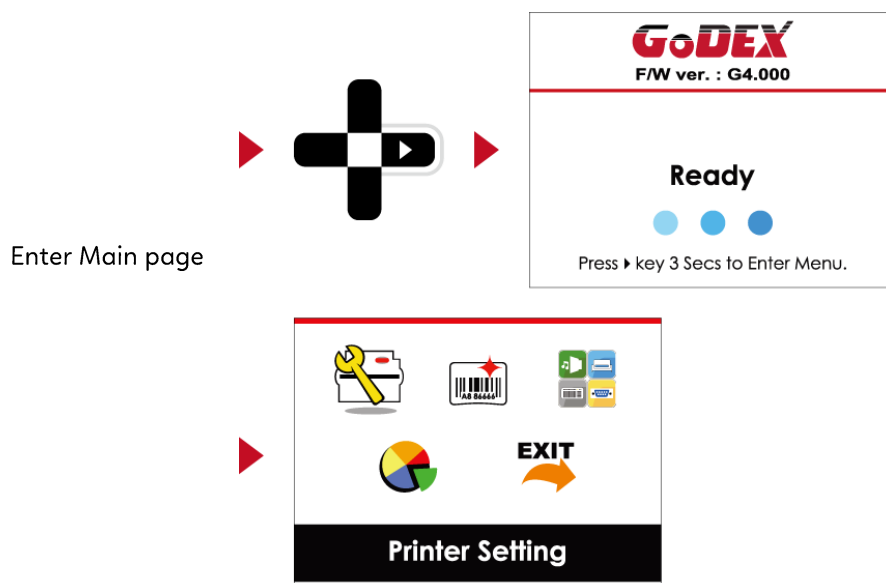 GoDEX
F/W ver. : G4.000
Ready
Press key 3 Secs to Enter Menu.
Enter Main page
A8 86666
EXIT
Printer Setting